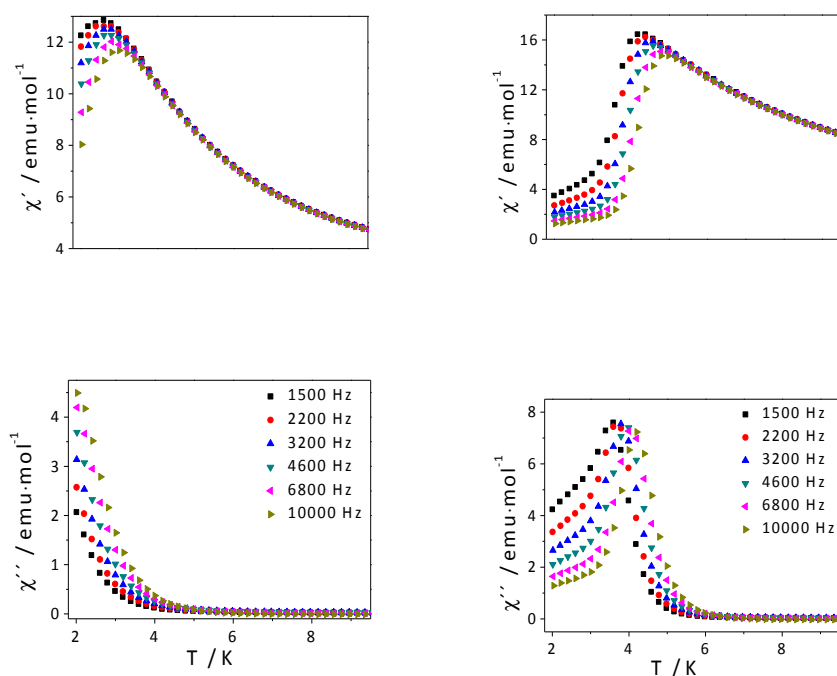 χ′ / emu·mol⁻¹
12
10
8
6
4
χ′ / emu·mol⁻¹
16
12
8
4
0
χ′′ / emu·mol⁻¹
4
3
2
1
0
1500 Hz
2200 Hz
3200 Hz
4600 Hz
6800 Hz
10000 Hz
2 4 6 8
T / K
χ′′ / emu·mol⁻¹
8
6
4
2
0
1500 Hz
2200 Hz
3200 Hz
4600 Hz
6800 Hz
10000 Hz
2 4 6 8
T / K